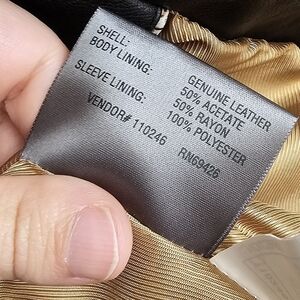 SHELL: GENUINE LEATHER
BODY LINING: 50% ACETATE
50% RAYON
SLEEVE LINING: 100% POLYESTER
VENDOR# 110246 RN69426